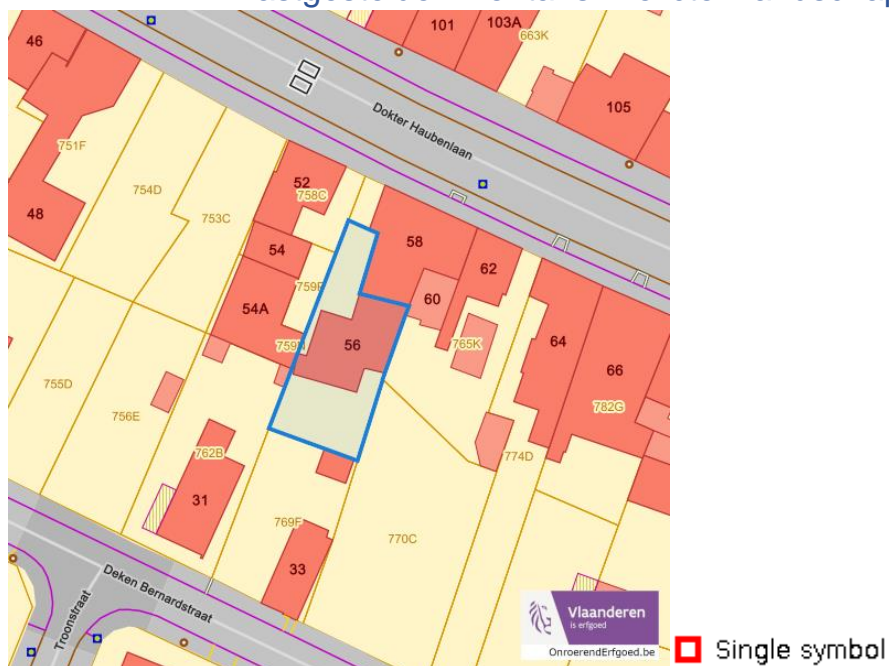 46
101
103A
663K
105
Dokter Haubenlaan
751F
754D
48
753C
52
758C
54
58
62
54A
60
759N
56
765K
64
66
755D
756E
782G
762B
774D
31
769F
770C
33
Deken Bernardstraat
Troonstraat
Vlaanderen
is erfgoed
OnroerendErfgoed.be
Single symbol